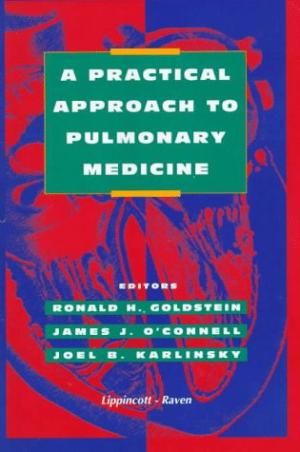 A PRACTICAL
APPROACH TO
PULMONARY
MEDICINE
EDITORS
RONALD H. GOLDSTEIN
JAMES J. O'CONNELL
JOEL B. KARLINSKY
Lippincott - Raven